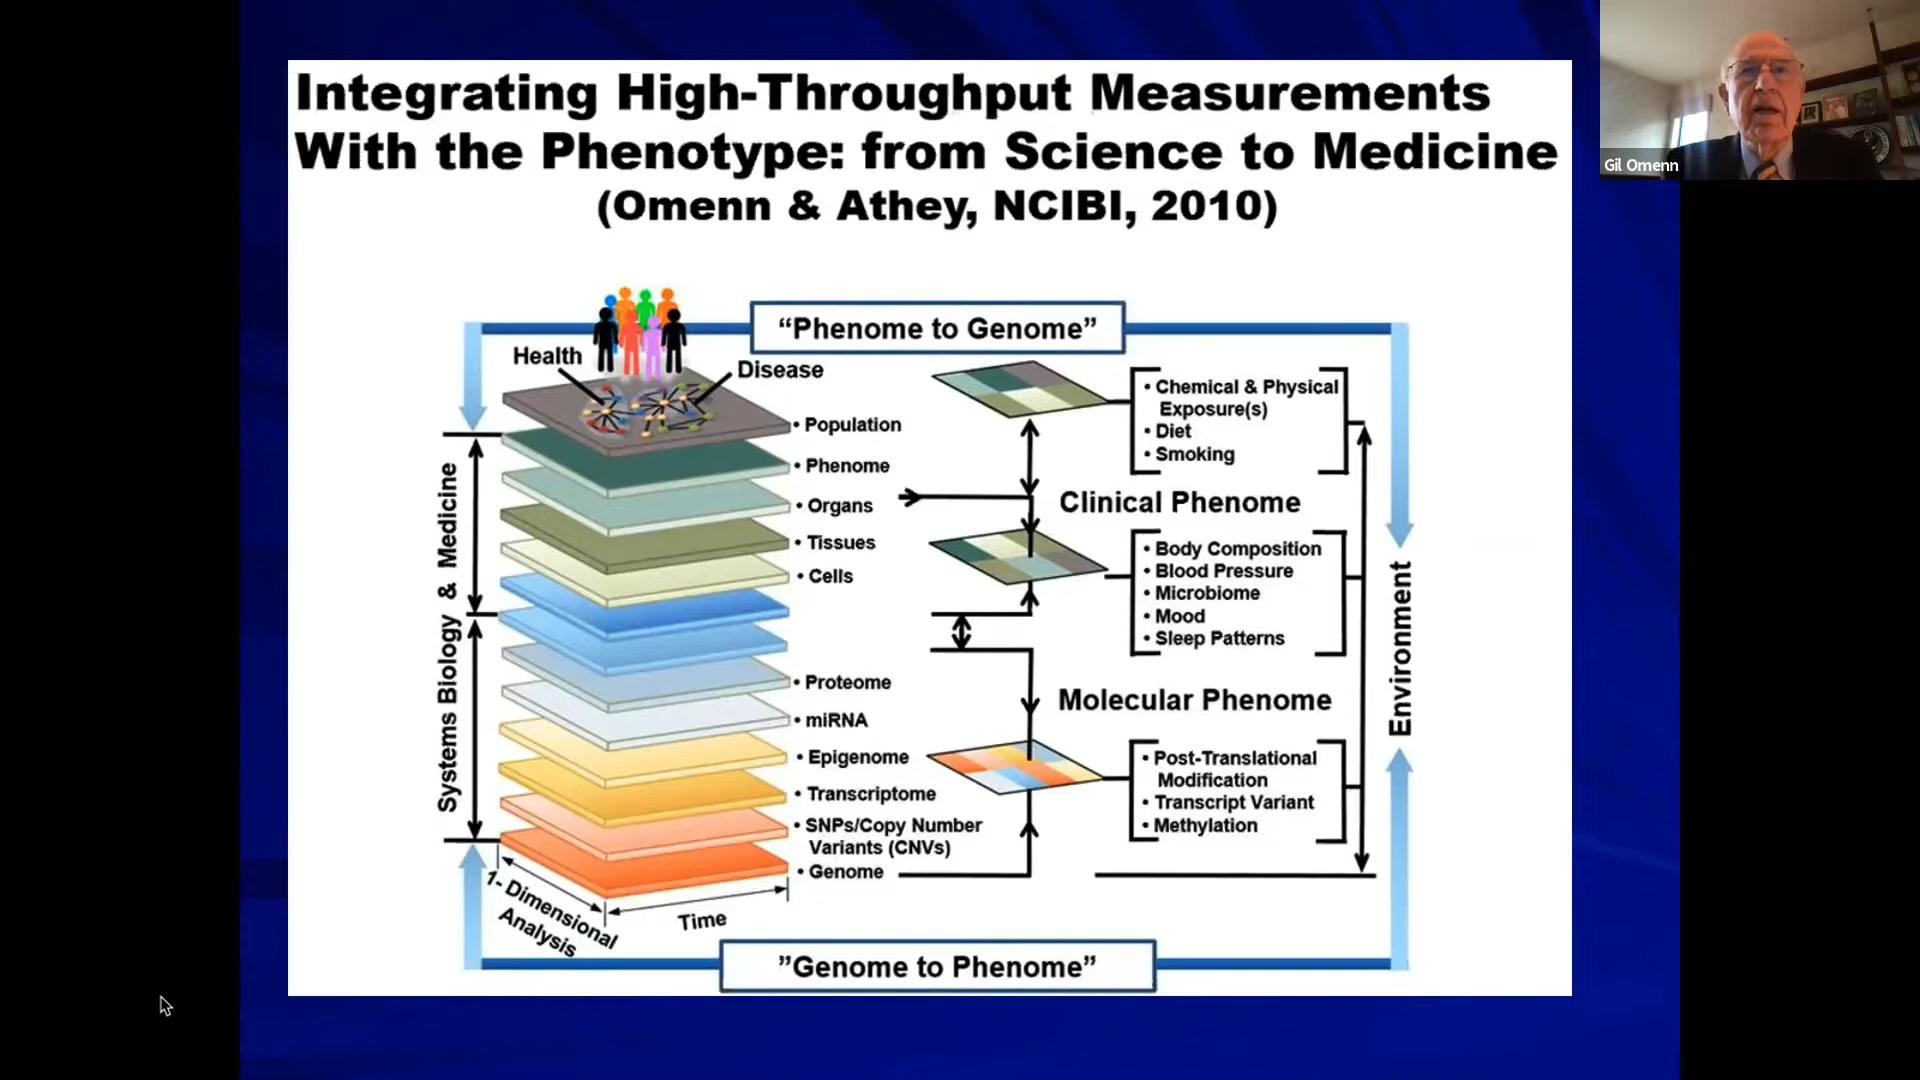 Integrating High-Throughput Measurements
With the Phenotype: from Science to Medicine
(Omenn & Athey, NCIBI, 2010)
Gil Omenn
“Phenome to Genome”
Health
Disease
• Population
• Phenome
• Organs
• Tissues
• Cells
• Proteome
• miRNA
• Epigenome
• Transcriptome
• SNPs/Copy Number
Variants (CNVs)
• Genome
Systems Biology & Medicine
1- Dimensional
Analysis
Time
• Chemical & Physical
Exposure(s)
• Diet
• Smoking
Clinical Phenome
• Body Composition
• Blood Pressure
• Microbiome
• Mood
• Sleep Patterns
Molecular Phenome
• Post-Translational
Modification
• Transcript Variant
• Methylation
Environment
”Genome to Phenome”